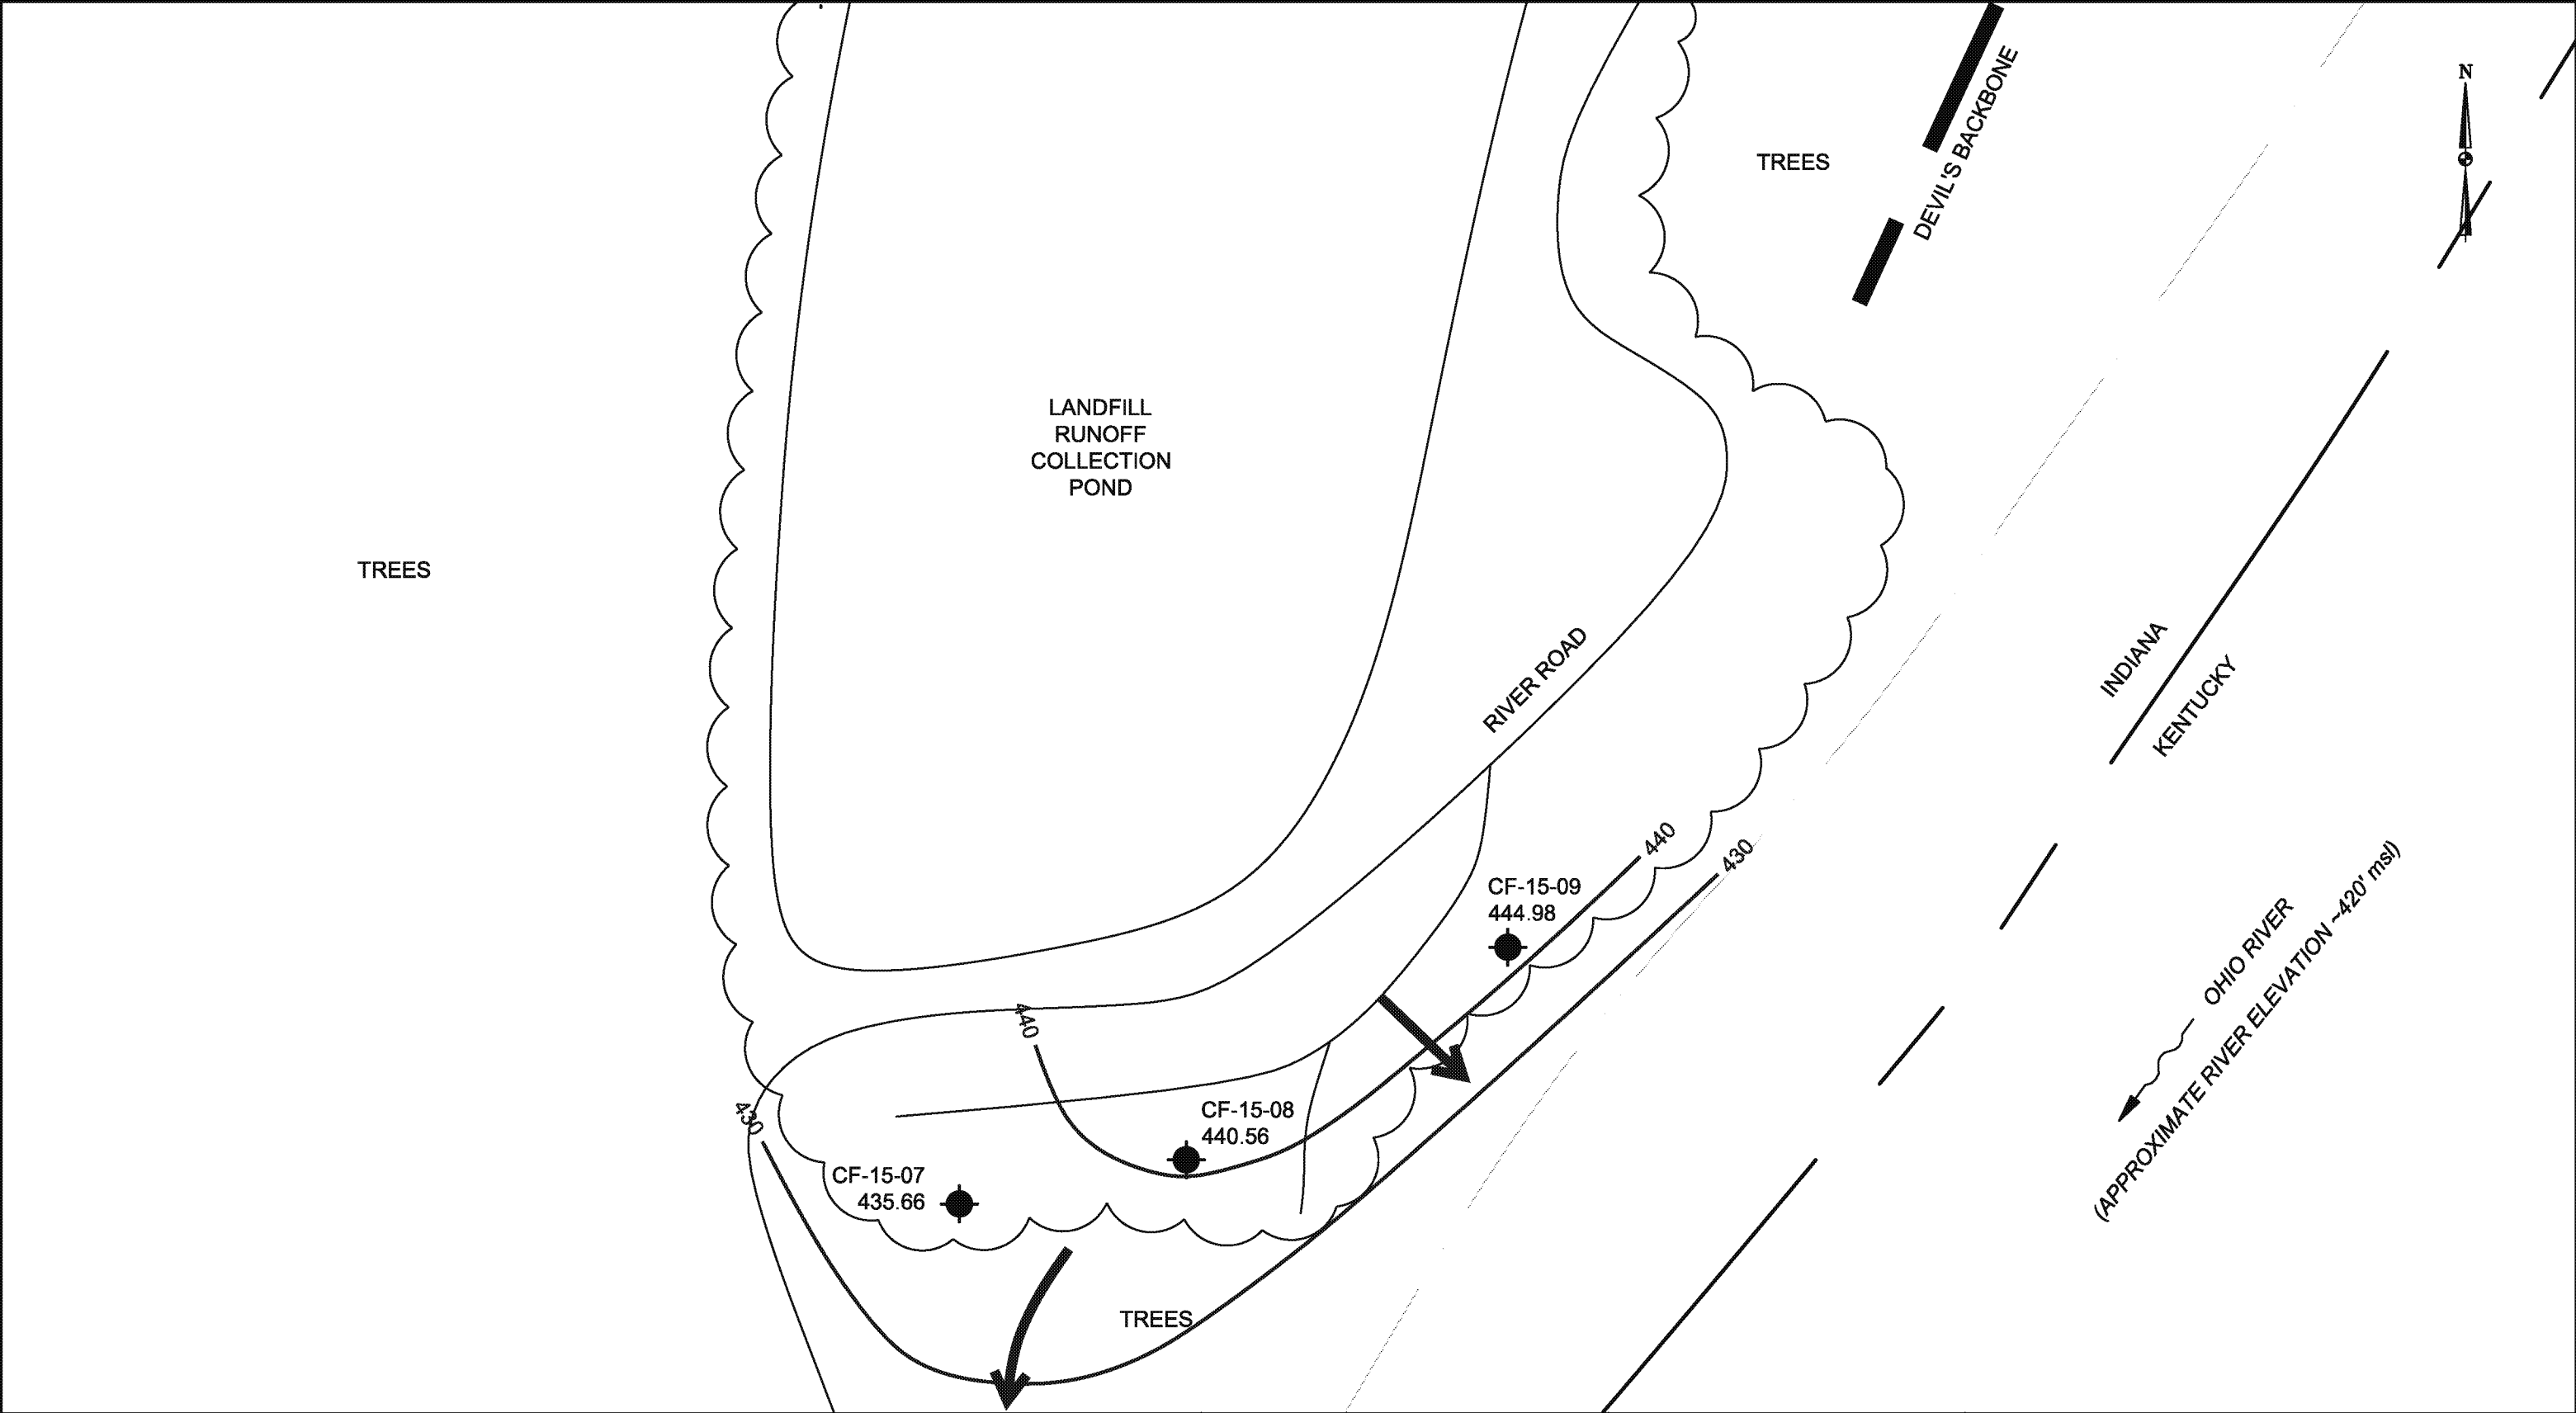 N
DEVIL'S BACKBONE
TREES
LANDFILL
RUNOFF
COLLECTION
POND
TREES
RIVER ROAD
INDIANA
KENTUCKY
440
430
CF-15-09
444.98
OHIO RIVER
(APPROXIMATE RIVER ELEVATION ~420' msl)
440
430
CF-15-08
440.56
CF-15-07
435.66
TREES